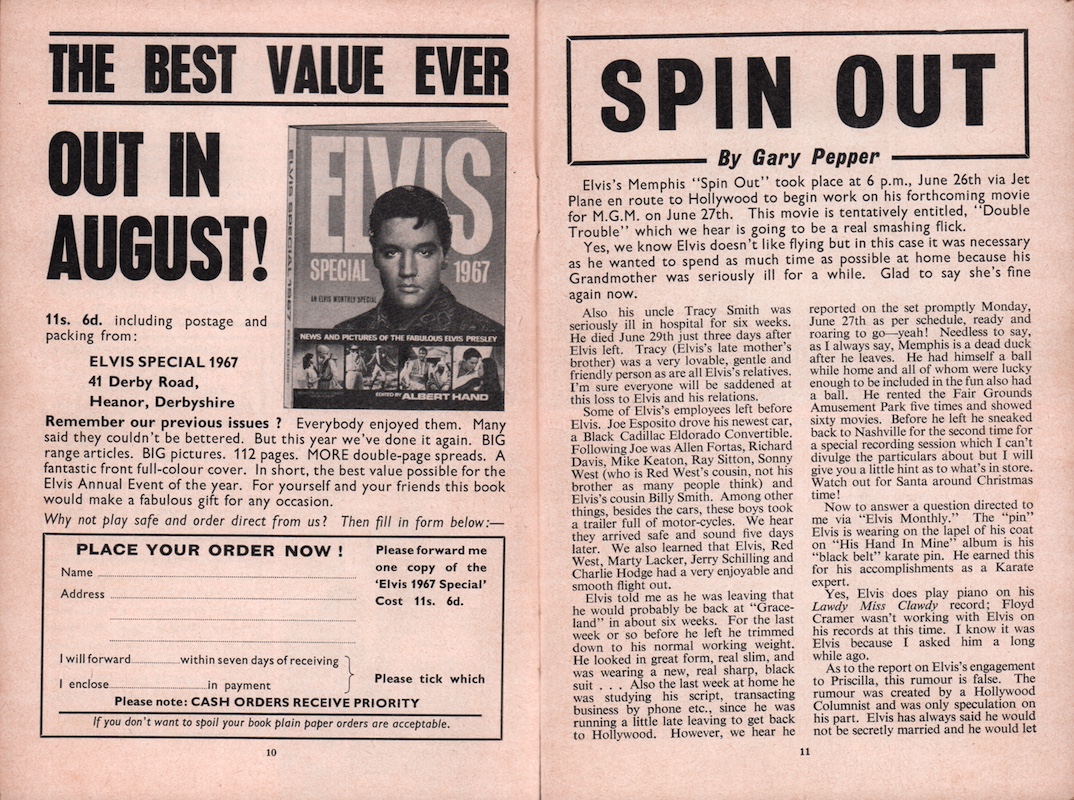 THE BEST VALUE EVER
OUT IN
AUGUST!
ELVIS SPECIAL 1967
ELVIS
SPECIAL 1967
AN ELVIS MONTHLY SPECIAL
NEWS AND PICTURES OF THE FABULOUS ELVIS PRESLEY
EDITED BY ALBERT HAND
11s. 6d. including postage and
packing from:
ELVIS SPECIAL 1967
41 Derby Road,
Heanor, Derbyshire
Remember our previous issues ? Everybody enjoyed them. Many
said they couldn't be bettered. But this year we've done it again. BIG
range articles. BIG pictures. 112 pages. MORE double-page spreads. A
fantastic front full-colour cover. In short, the best value possible for the
Elvis Annual Event of the year. For yourself and your friends this book
would make a fabulous gift for any occasion.
Why not play safe and order direct from us? Then fill in form below:—
PLACE YOUR ORDER NOW !
Name
Address
Please forward me
one copy of the
'Elvis 1967 Special'
Cost 11s. 6d.
I will forward within seven days of receiving
I enclose in payment
Please tick which
Please note: CASH ORDERS RECEIVE PRIORITY
If you don't want to spoil your book plain paper orders are acceptable.
10
SPIN OUT
By Gary Pepper
Elvis's Memphis "Spin Out" took place at 6 p.m., June 26th via Jet
Plane en route to Hollywood to begin work on his forthcoming movie
for M.G.M. on June 27th. This movie is tentatively entitled, "Double
Trouble" which we hear is going to be a real smashing flick.
Yes, we know Elvis doesn't like flying but in this case it was necessary
as he wanted to spend as much time as possible at home because his
Grandmother was seriously ill for a while. Glad to say she's fine
again now.
Also his uncle Tracy Smith was
seriously ill in hospital for six weeks.
He died June 29th just three days after
Elvis left. Tracy (Elvis's late mother's
brother) was a very lovable, gentle and
friendly person as are all Elvis's relatives.
I'm sure everyone will be saddened at
this loss to Elvis and his relations.
Some of Elvis's employees left before
Elvis. Joe Esposito drove his newest car,
a Black Cadillac Eldorado Convertible.
Following Joe was Allen Fortas, Richard
Davis, Mike Keaton, Ray Sitton, Sonny
West (who is Red West's cousin, not his
brother as many people think) and
Elvis's cousin Billy Smith. Among other
things, besides the cars, these boys took
a trailer full of motor-cycles. We hear
they arrived safe and sound five days
later. We also learned that Elvis, Red
West, Marty Lacker, Jerry Schilling and
Charlie Hodge had a very enjoyable and
smooth flight out.
Elvis told me as he was leaving that
he would probably be back at "Grace-
land" in about six weeks. For the last
week or so before he left he trimmed
down to his normal working weight.
He looked in great form, real slim, and
was wearing a new, real sharp, black
suit . . . Also the last week at home he
was studying his script, transacting
business by phone etc., since he was
running a little late leaving to get back
to Hollywood. However, we hear he
reported on the set promptly Monday,
June 27th as per schedule, ready and
roaring to go—yeah! Needless to say,
as I always say, Memphis is a dead duck
after he leaves. He had himself a ball
while home and all of whom were lucky
enough to be included in the fun also had
a ball. He rented the Fair Grounds
Amusement Park five times and showed
sixty movies. Before he left he sneaked
back to Nashville for the second time for
a special recording session which I can't
divulge the particulars about but I will
give you a little hint as to what's in store.
Watch out for Santa around Christmas
time!
Now to answer a question directed to
me via "Elvis Monthly." The "pin"
Elvis is wearing on the lapel of his coat
on "His Hand In Mine" album is his
"black belt" karate pin. He earned this
for his accomplishments as a Karate
expert.
Yes, Elvis does play piano on his
Lawdy Miss Clawdy record; Floyd
Cramer wasn't working with Elvis on
his records at this time. I know it was
Elvis because I asked him a long
while ago.
As to the report on Elvis's engagement
to Priscilla, this rumour is false. The
rumour was created by a Hollywood
Columnist and was only speculation on
his part. Elvis has always said he would
not be secretly married and he would let
11